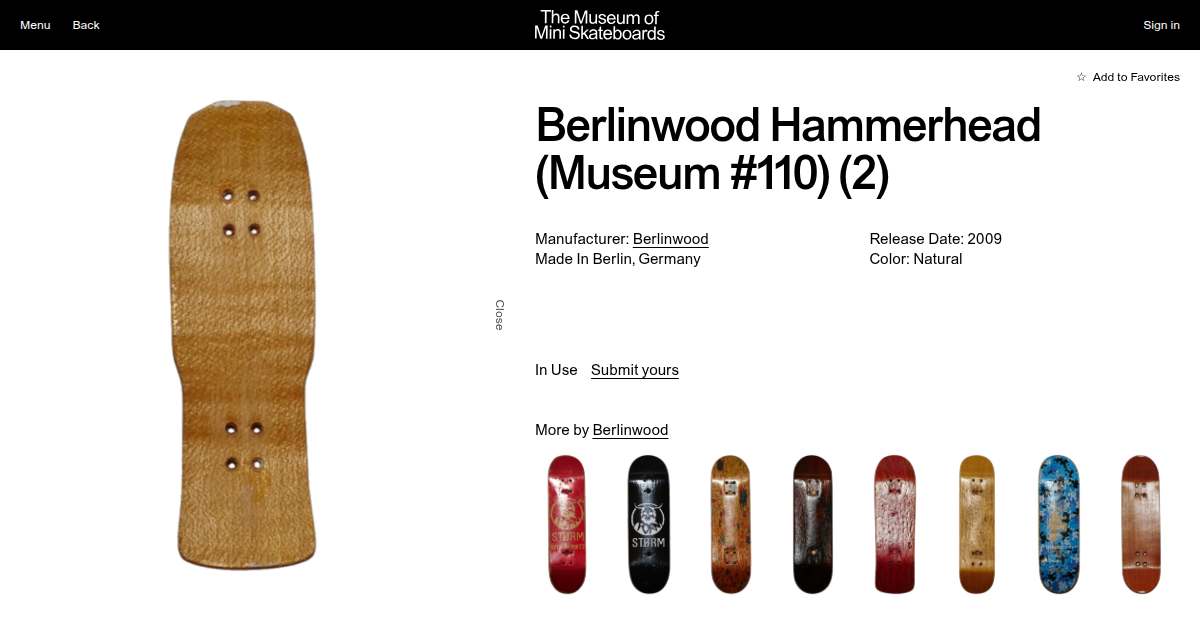 Menu
Back
The Museum of
Mini Skateboards
Sign in
☆ Add to Favorites
Berlinwood Hammerhead
(Museum #110) (2)
Manufacturer: Berlinwood
Made In Berlin, Germany
Release Date: 2009
Color: Natural
Close
In Use
Submit yours
More by Berlinwood
STURM
STURM